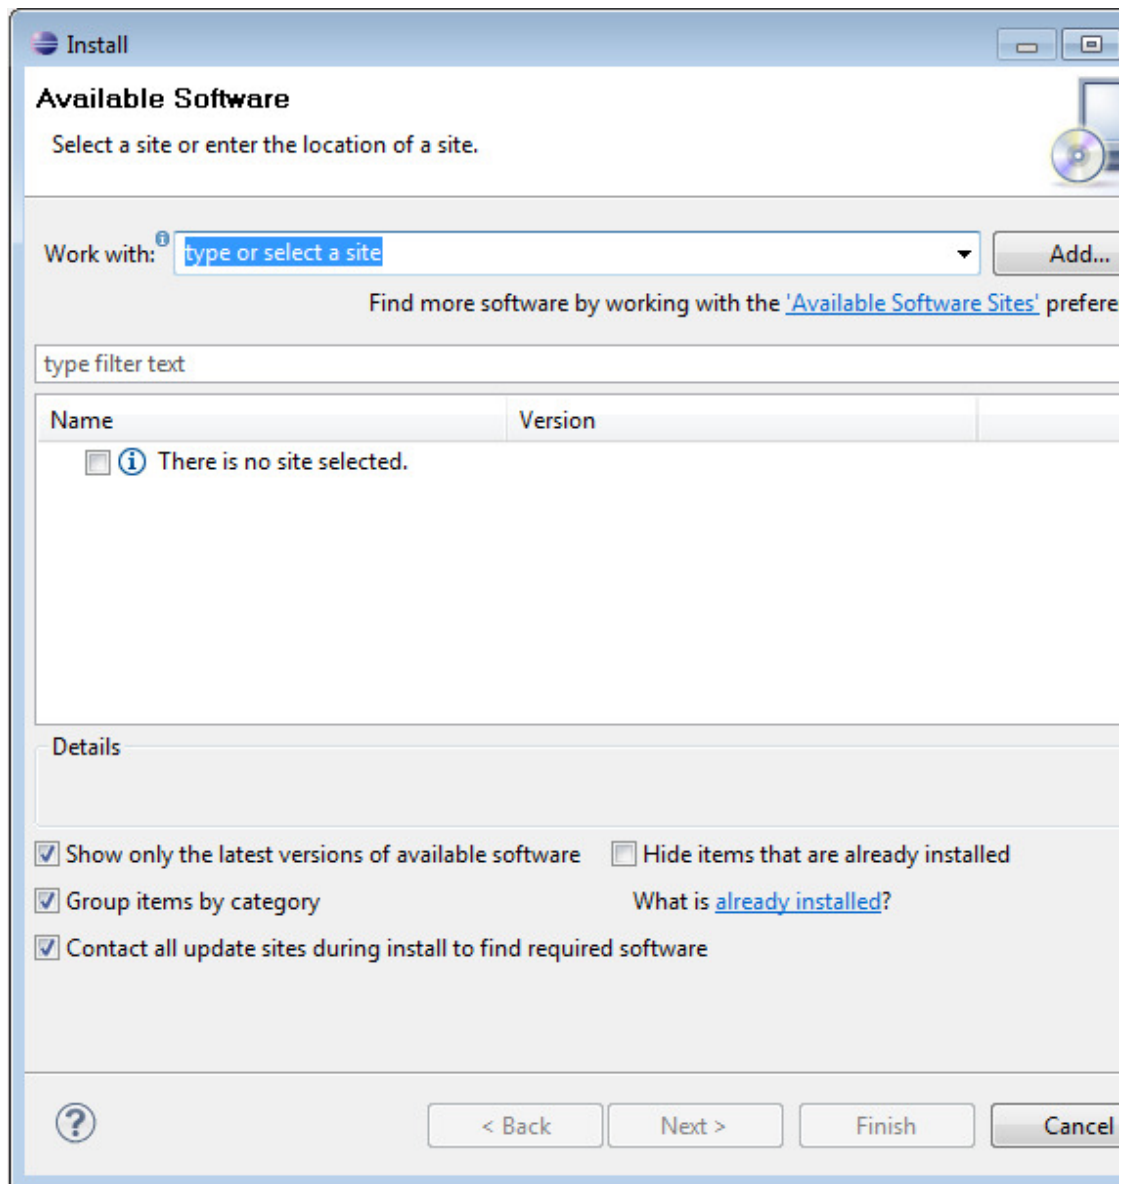 Install
Available Software
Select a site or enter the location of a site.
Work with: type or select a site Add...
Find more software by working with the 'Available Software Sites' prefere
type filter text
Name Version
There is no site selected.
Details
Show only the latest versions of available software Hide items that are already installed
Group items by category What is already installed?
Contact all update sites during install to find required software
? < Back Next > Finish Cancel